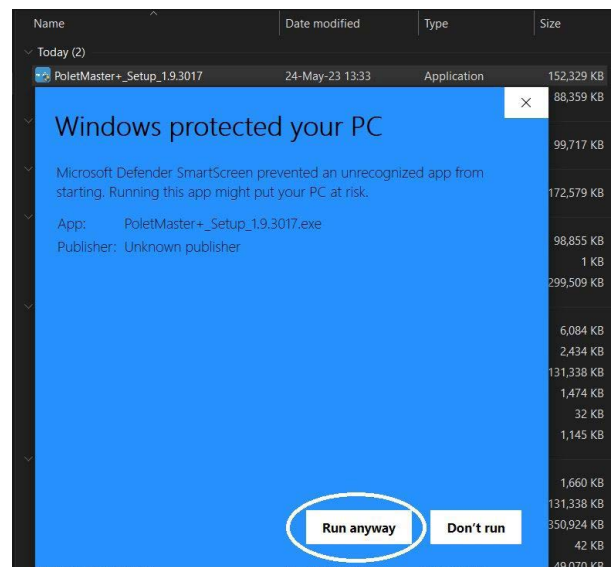 Name Date modified Type Size
Today (2)
PoletMaster+_Setup_1.9.3017 24-May-23 13:33 Application 152,329 KB
88,359 KB
Windows protected your PC
99,717 KB
Microsoft Defender SmartScreen prevented an unrecognized app from
starting. Running this app might put your PC at risk.
172,579 KB
App: PoletMaster+_Setup_1.9.3017.exe
Publisher: Unknown publisher
98,855 KB
1 KB
299,509 KB
6,084 KB
2,434 KB
131,338 KB
1,474 KB
32 KB
1,145 KB
1,660 KB
131,338 KB
Run anyway Don't run
350,924 KB
42 KB
49,070 KB